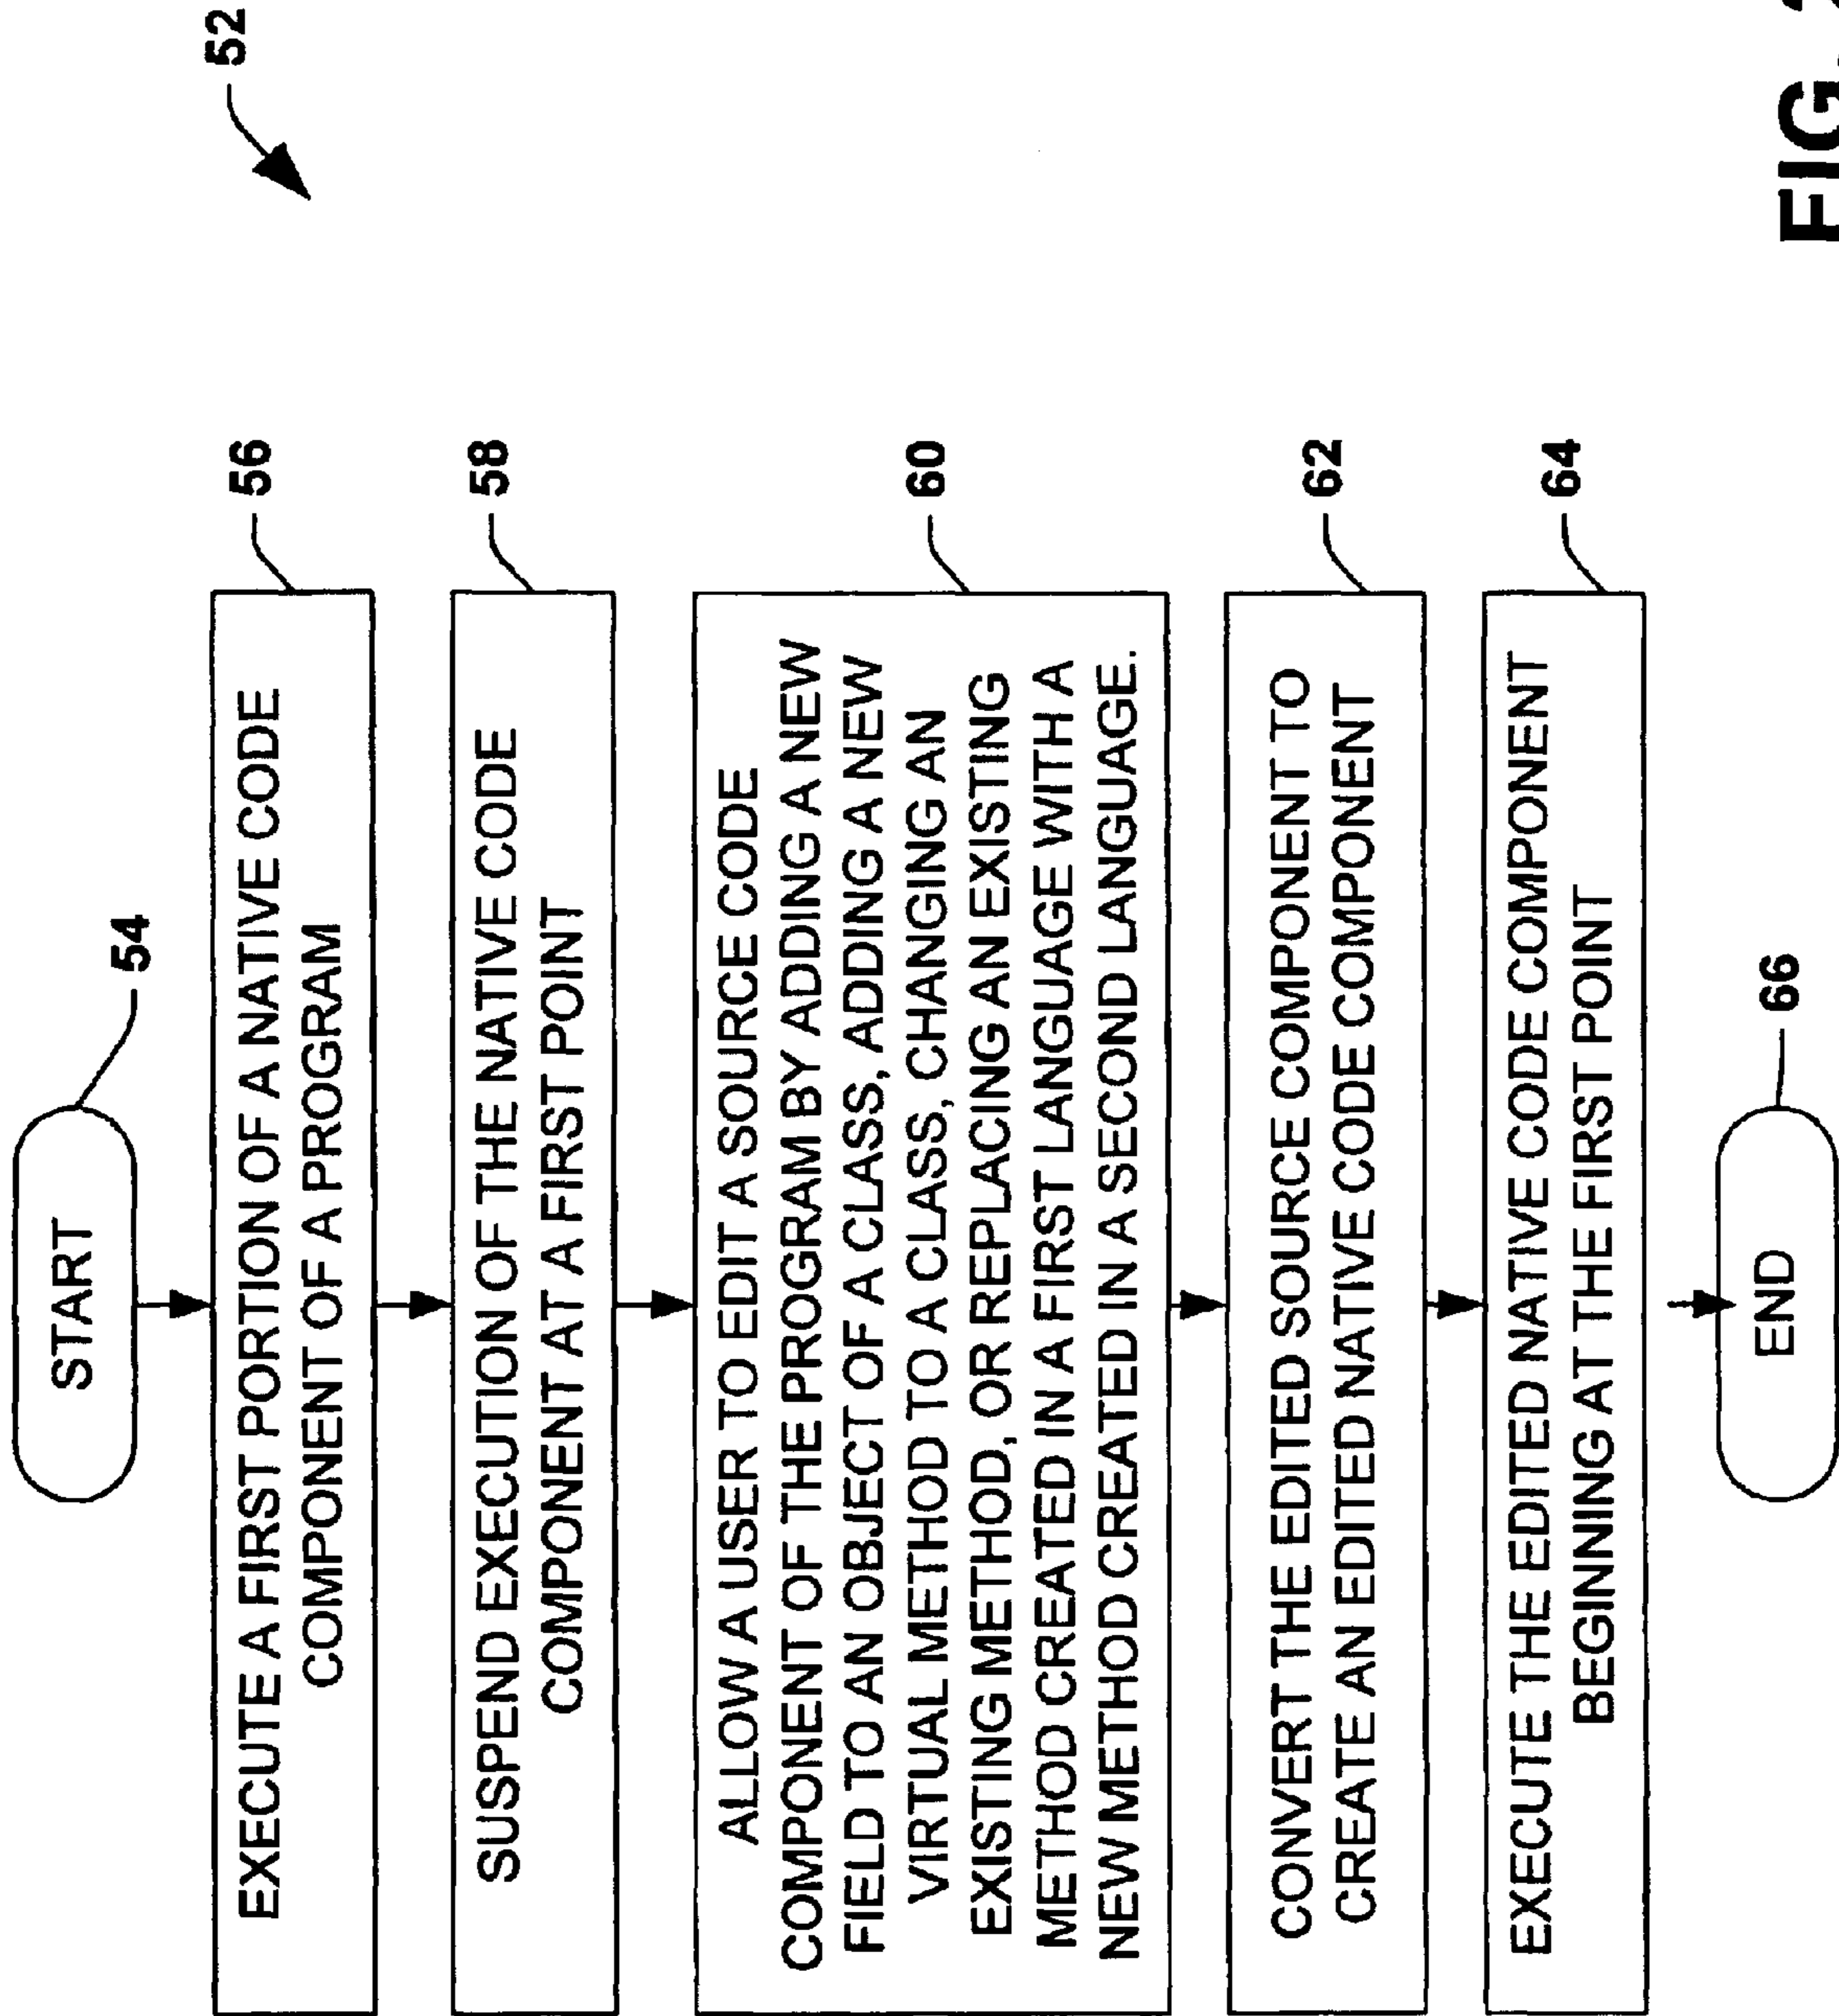 52
START
54
EXECUTE A FIRST PORTION OF A NATIVE CODE
COMPONENT OF A PROGRAM
56
SUSPEND EXECUTION OF THE NATIVE CODE
COMPONENT AT A FIRST POINT
58
ALLOW A USER TO EDIT A SOURCE CODE
COMPONENT OF THE PROGRAM BY ADDING A NEW
FIELD TO AN OBJECT OF A CLASS, ADDING A NEW
VIRTUAL METHOD TO A CLASS, CHANGING AN
EXISTING METHOD, OR REPLACING AN EXISTING
METHOD CREATED IN A FIRST LANGUAGE WITH A
NEW METHOD CREATED IN A SECOND LANGUAGE.
60
CONVERT THE EDITED SOURCE COMPONENT TO
CREATE AN EDITED NATIVE CODE COMPONENT
62
EXECUTE THE EDITED NATIVE CODE COMPONENT
BEGINNING AT THE FIRST POINT
64
END
66
FIG.